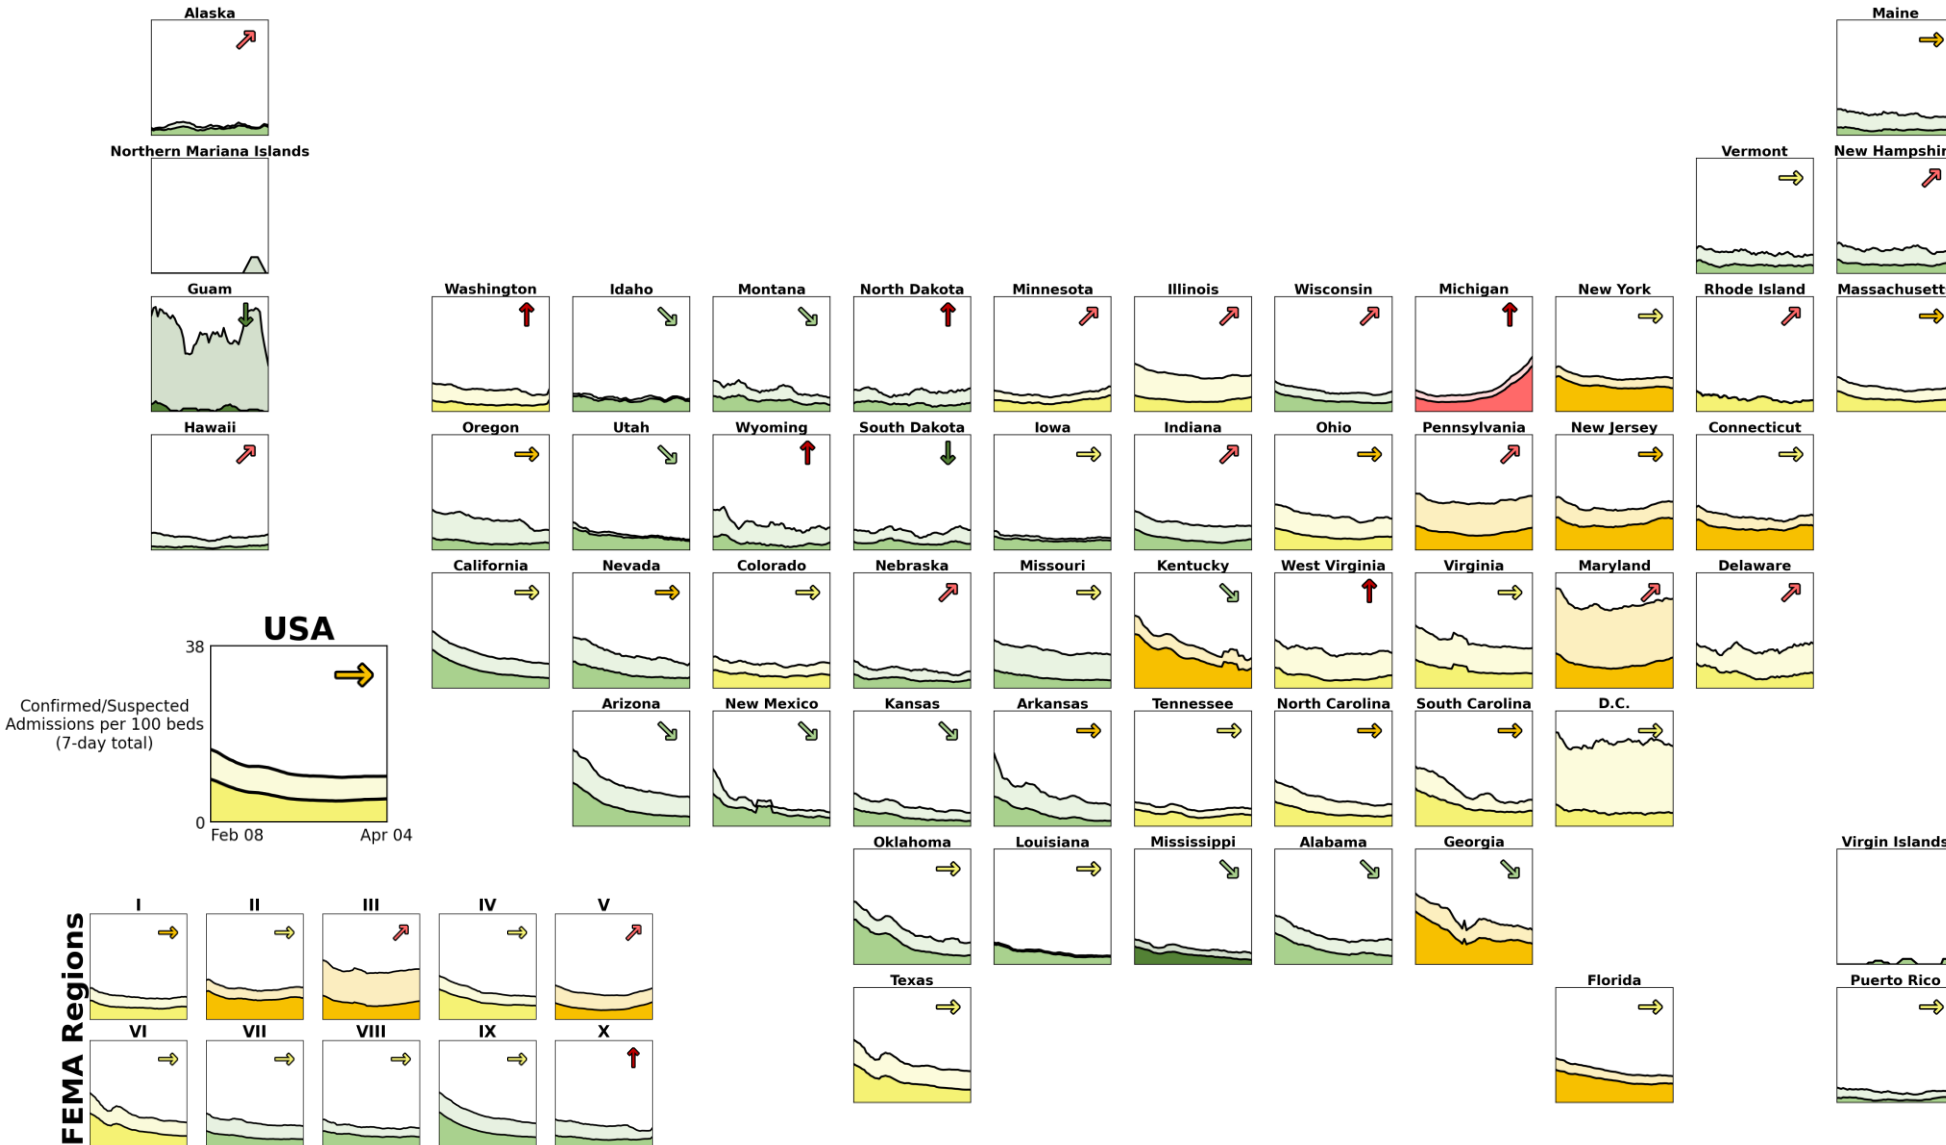 Alaska
Maine
Northern Mariana Islands
Vermont
New Hampshir
Guam
Washington
Idaho
Montana
North Dakota
Minnesota
Illinois
Wisconsin
Michigan
New York
Rhode Island
Massachusett
Hawaii
Oregon
Utah
Wyoming
South Dakota
Iowa
Indiana
Ohio
Pennsylvania
New Jersey
Connecticut
California
Nevada
Colorado
Nebraska
Missouri
Kentucky
West Virginia
Virginia
Maryland
Delaware
USA
38
Confirmed/Suspected
Admissions per 100 beds
(7-day total)
0
Feb 08
Apr 04
Arizona
New Mexico
Kansas
Arkansas
Tennessee
North Carolina
South Carolina
D.C.
Oklahoma
Louisiana
Mississippi
Alabama
Georgia
Virgin Islands
Texas
Florida
Puerto Rico
FEMA Regions
I
II
III
IV
V
VI
VII
VIII
IX
X